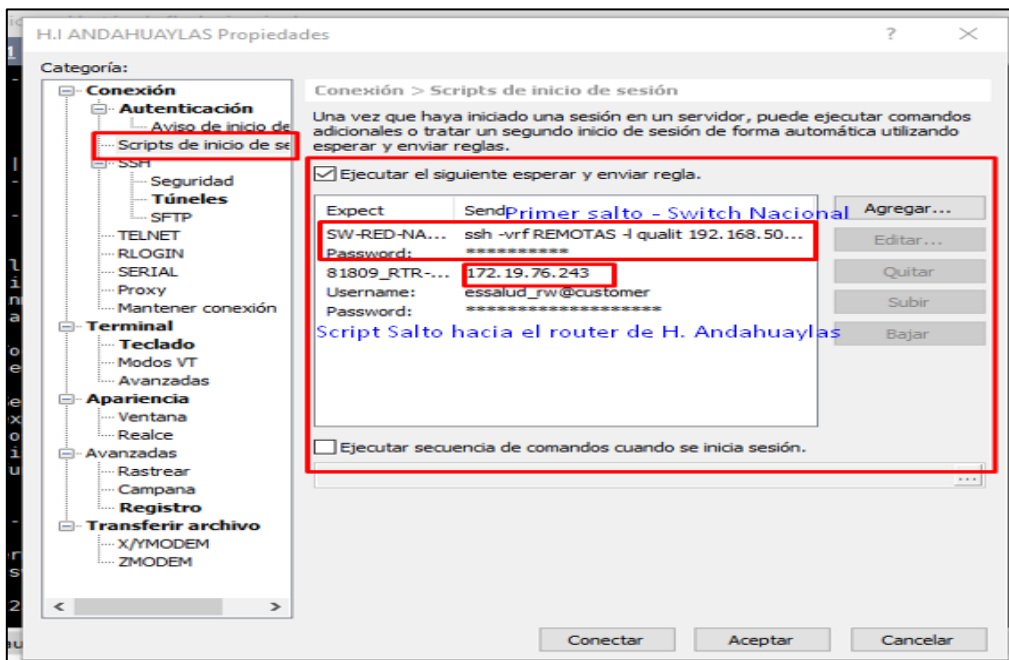 H.I ANDAHUAYLAS Propiedades
Categoría:
Conexión
Autenticación
Aviso de inicio de
Scripts de inicio de se
SSH
Seguridad
Túneles
SFTP
TELNET
RLOGIN
SERIAL
Proxy
Mantener conexión
Terminal
Teclado
Modos VT
Avanzadas
Apariencia
Ventana
Realce
Avanzadas
Rastrear
Campana
Registro
Transferir archivo
X/YMODEM
ZMODEM
Conexión > Scripts de inicio de sesión
Una vez que haya iniciado una sesión en un servidor, puede ejecutar comandos
adicionales o tratar un segundo inicio de sesión de forma automática utilizando
esperar y enviar reglas.
Ejecutar el siguiente esperar y enviar regla.
Expect Send Primer salto - Switch Nacional
SW-RED-NA... ssh -vrf REMOTAS -l qualit 192.168.50...
Password: **********
81809_RTR-... 172.19.76.243
Username: essalud_rw@customer
Password: *******************
Script Salto hacia el router de H. Andahuaylas
Agregar...
Editar...
Quitar
Subir
Bajar
Ejecutar secuencia de comandos cuando se inicia sesión.
...
Conectar Aceptar Cancelar